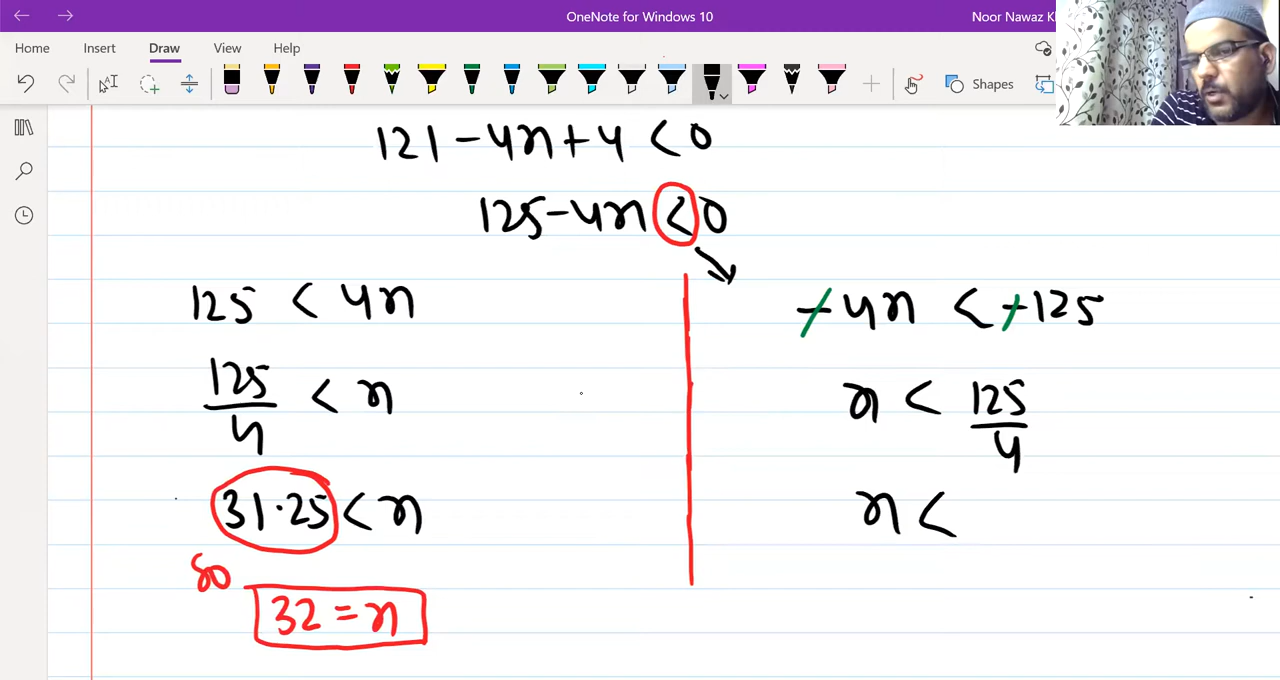 OneNote for Windows 10
Noor Nawaz Kh
Home Insert Draw View Help
Shapes
121 - 4n + 4 < 0
125 - 4n < 0
125 < 4n
125/4 < n
31.25 < n
so
32 = n
-4n < -125
n < 125/4
n <